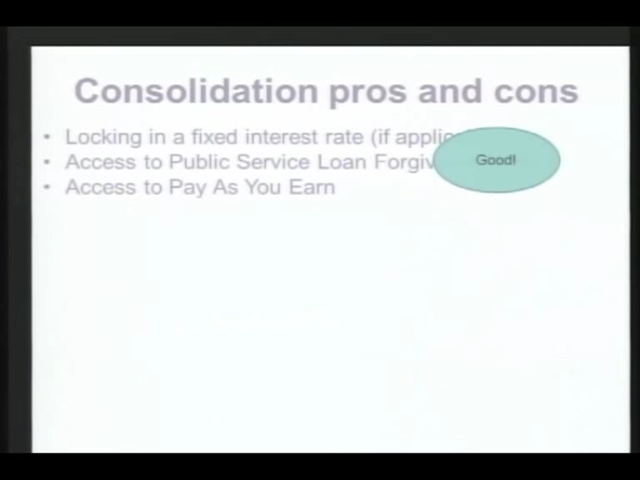 Consolidation pros and cons
• Locking in a fixed interest rate (if applic
• Access to Public Service Loan Forgiv
Good!
• Access to Pay As You Earn